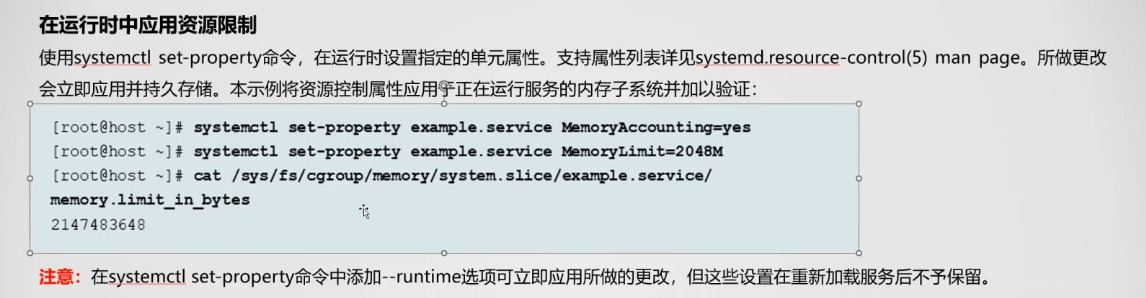 在运行时中应用资源限制
使用systemctl set-property命令，在运行时设置指定的单元属性。支持属性列表详见systemd.resource-control(5) man page。所做更改
会立即应用并持久存储。本示例将资源控制属性应用于正在运行服务的内存子系统并加以验证：
[root@host ~]# systemctl set-property example.service MemoryAccounting=yes
[root@host ~]# systemctl set-property example.service MemoryLimit=2048M
[root@host ~]# cat /sys/fs/cgroup/memory/system.slice/example.service/
memory.limit_in_bytes
2147483648
注意：在systemctl set-property命令中添加--runtime选项可立即应用所做的更改，但这些设置在重新加载服务后不予保留。